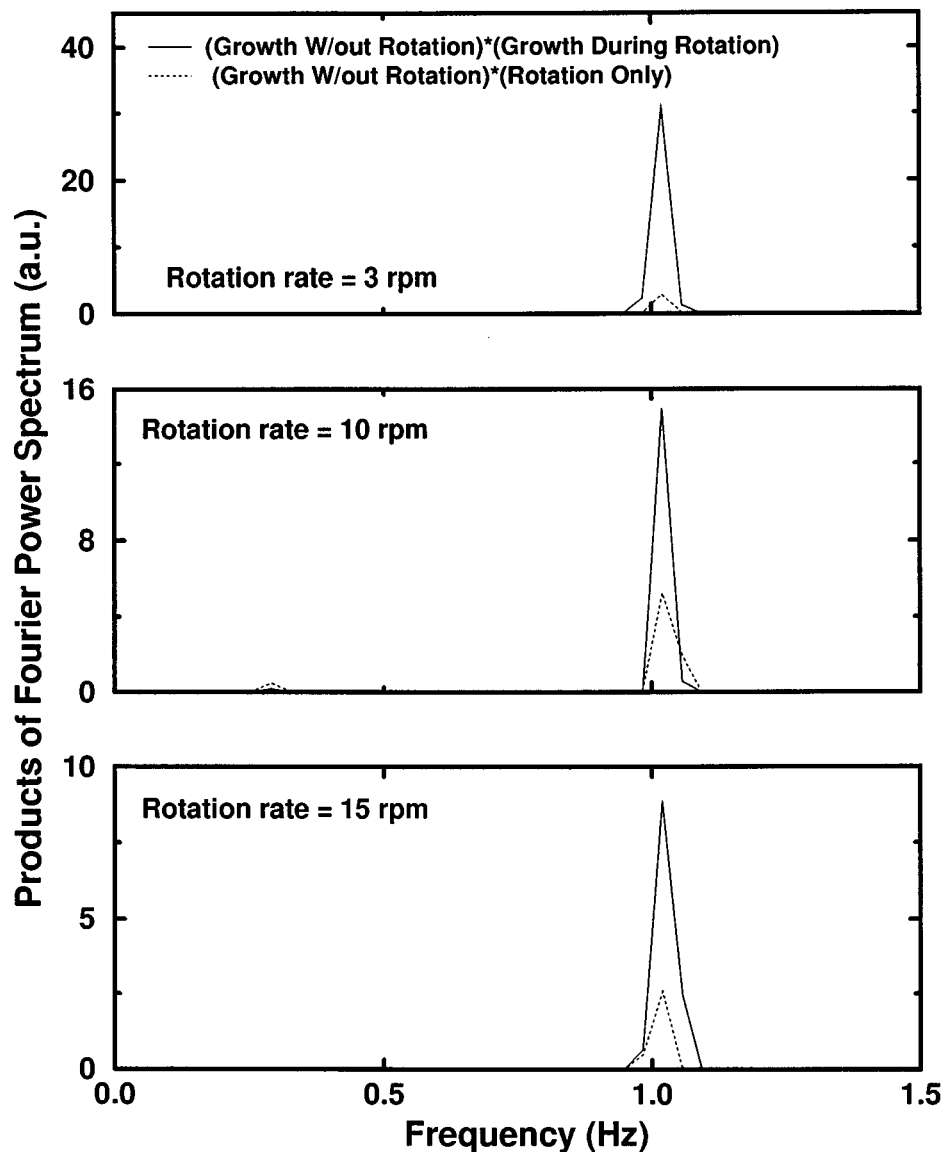 Products of Fourier Power Spectrum (a.u.)
40
20
0
(Growth W/out Rotation)*(Growth During Rotation)
(Growth W/out Rotation)*(Rotation Only)
Rotation rate = 3 rpm
16
8
0
Rotation rate = 10 rpm
10
5
0
Rotation rate = 15 rpm
0.0 0.5 1.0 1.5
Frequency (Hz)